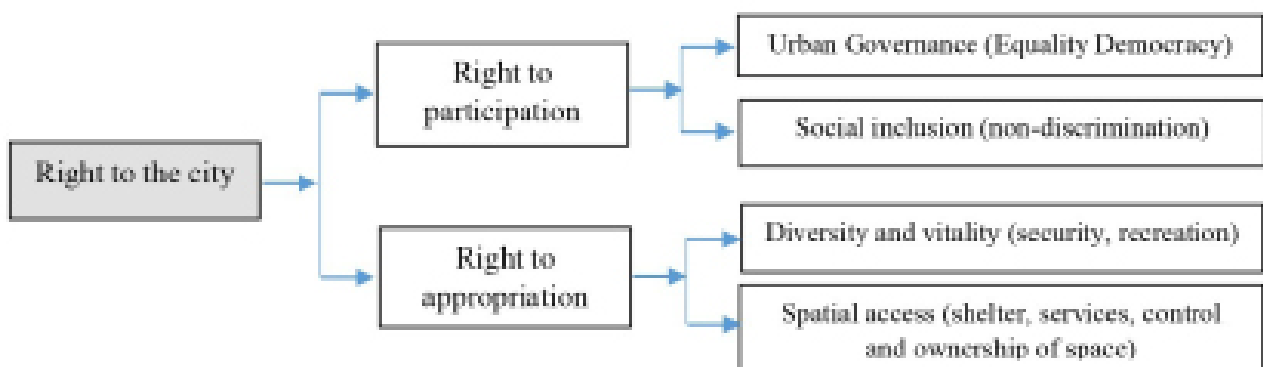 Right to the city
Right to
participation
Right to
appropriation
Urban Governance (Equality Democracy)
Social inclusion (non-discrimination)
Diversity and vitality (security, recreation)
Spatial access (shelter, services, control
and ownership of space)